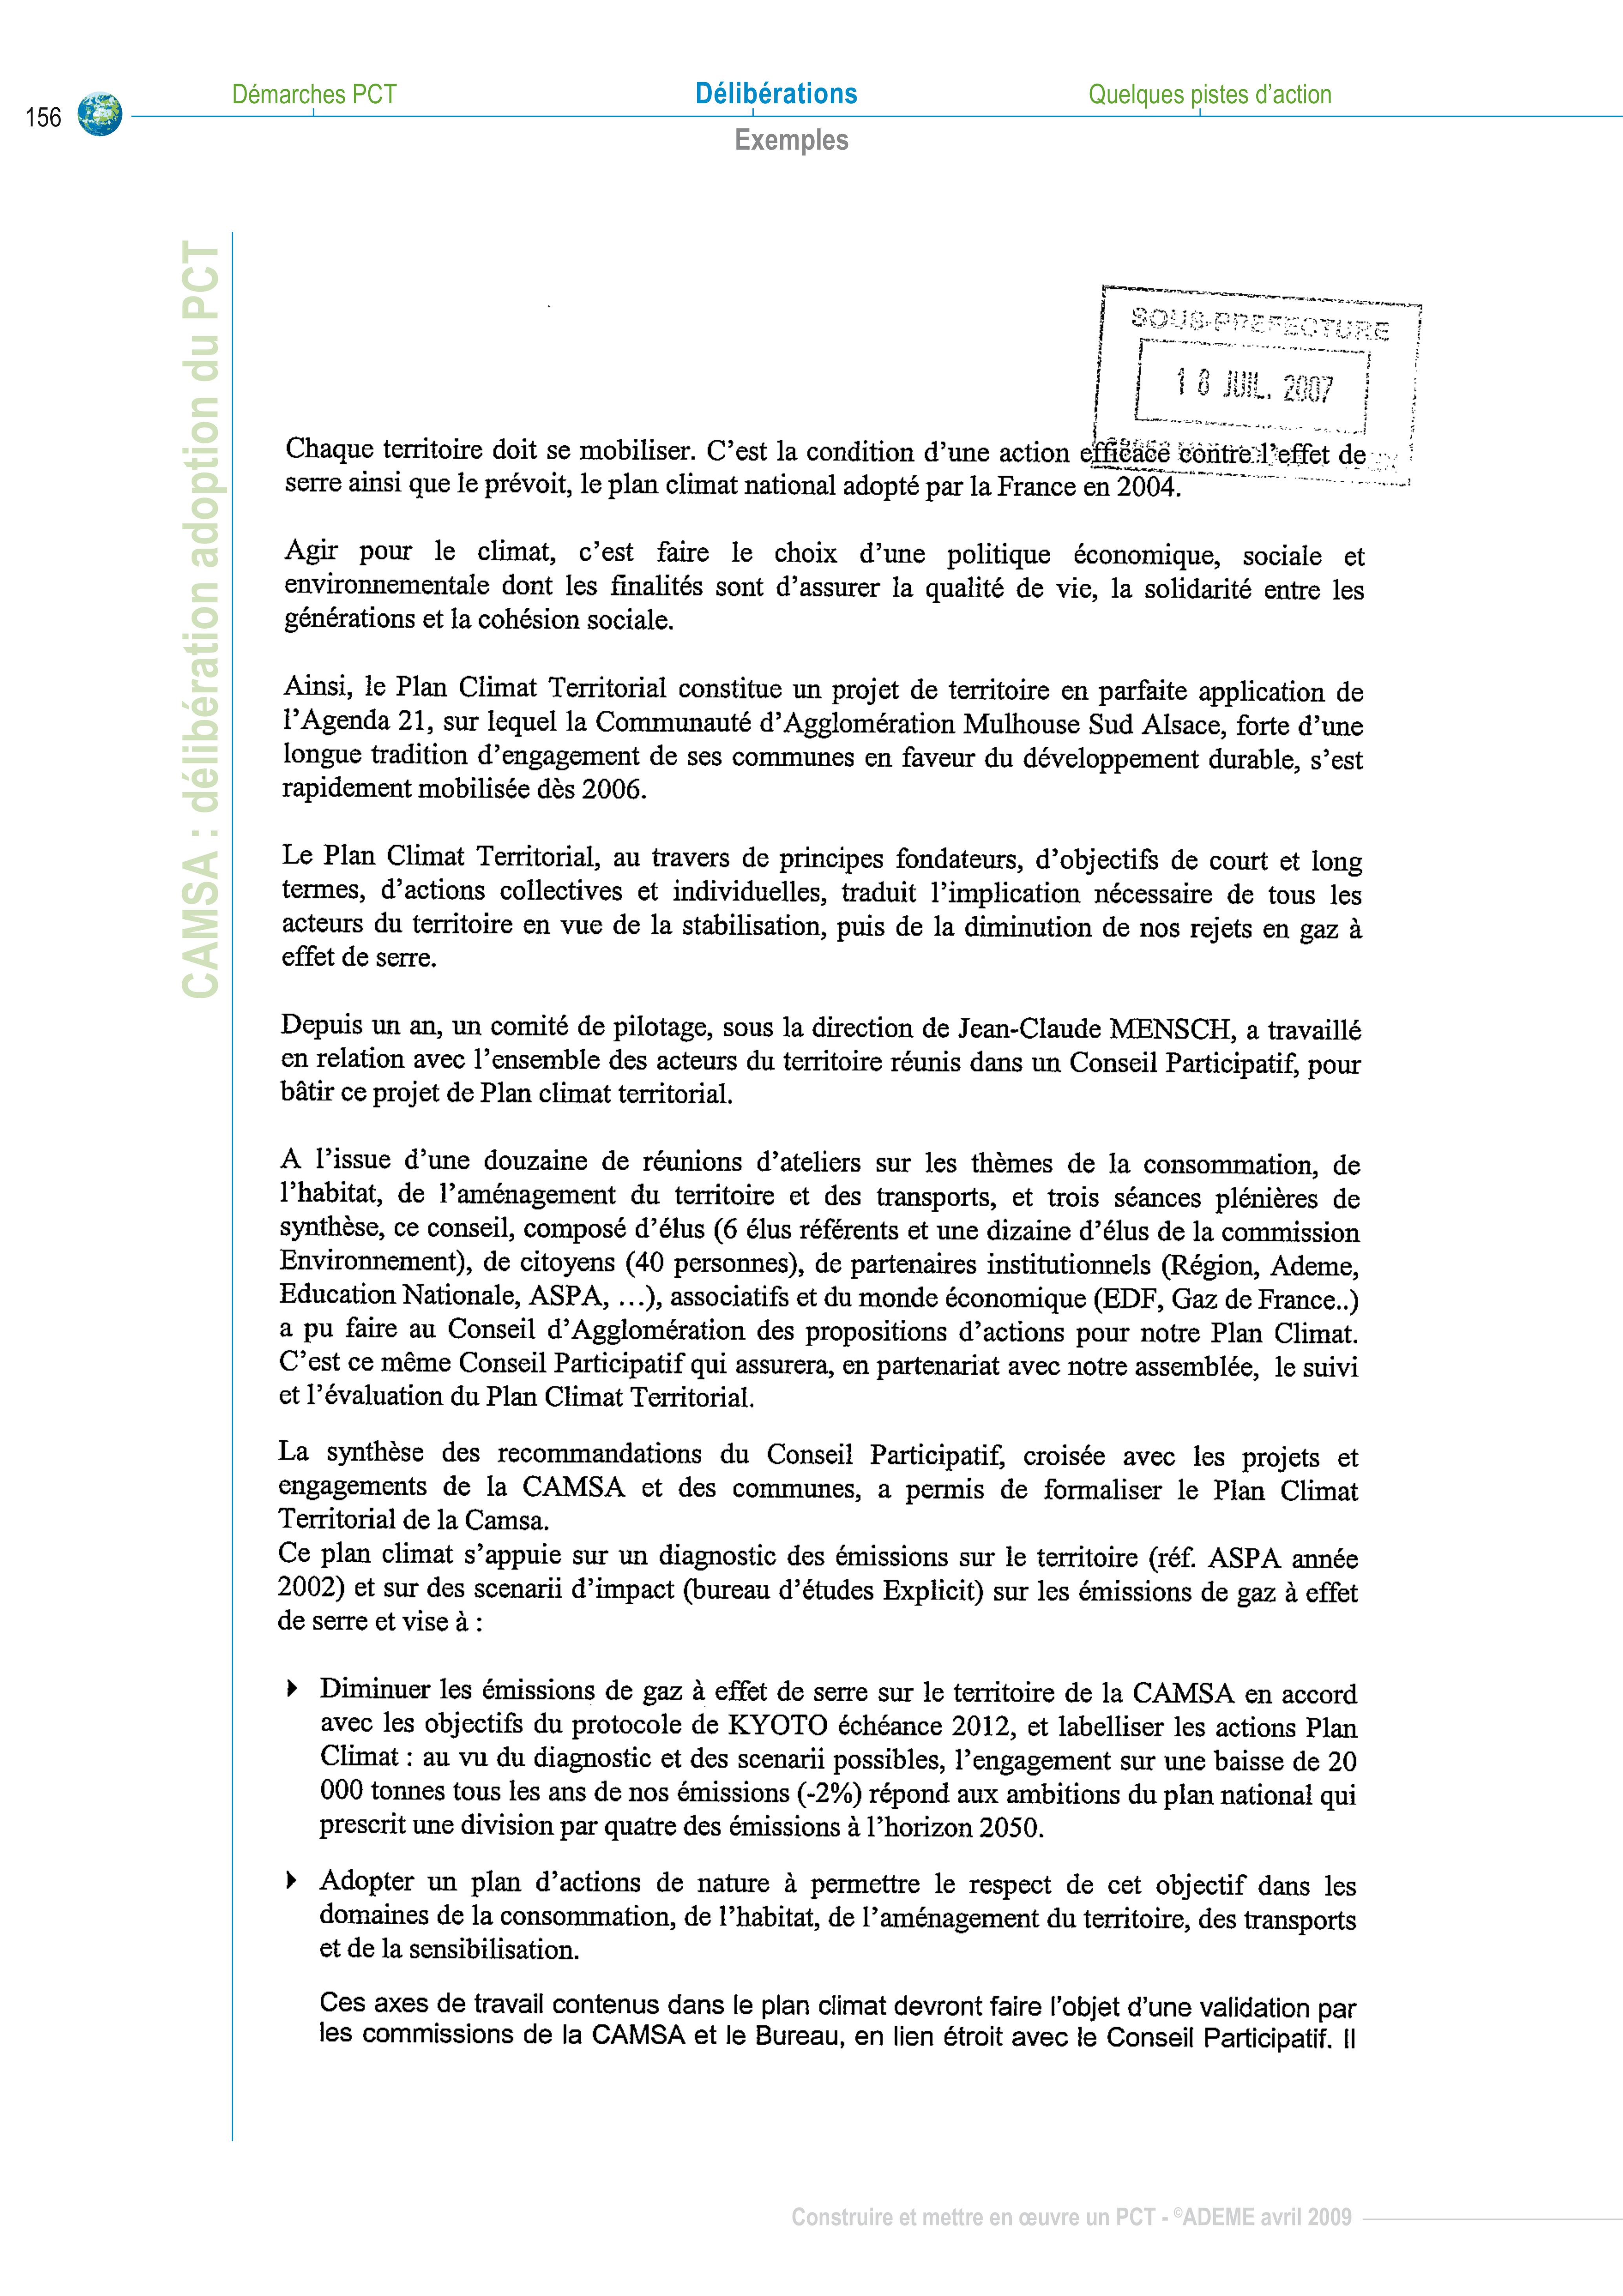 156
Démarches PCT
Délibérations
Quelques pistes d'action
Exemples
CAMSA : délibération adoption du PCT
SOUS-PREFECTURE
18 JUIL. 2007
Chaque territoire doit se mobiliser. C'est la condition d'une action efficace contre l'effet de
serre ainsi que le prévoit, le plan climat national adopté par la France en 2004.
Agir pour le climat, c'est faire le choix d'une politique économique, sociale et
environnementale dont les finalités sont d'assurer la qualité de vie, la solidarité entre les
générations et la cohésion sociale.
Ainsi, le Plan Climat Territorial constitue un projet de territoire en parfaite application de
l'Agenda 21, sur lequel la Communauté d'Agglomération Mulhouse Sud Alsace, forte d'une
longue tradition d'engagement de ses communes en faveur du développement durable, s'est
rapidement mobilisée dès 2006.
Le Plan Climat Territorial, au travers de principes fondateurs, d'objectifs de court et long
termes, d'actions collectives et individuelles, traduit l'implication nécessaire de tous les
acteurs du territoire en vue de la stabilisation, puis de la diminution de nos rejets en gaz à
effet de serre.
Depuis un an, un comité de pilotage, sous la direction de Jean-Claude MENSCH, a travaillé
en relation avec l'ensemble des acteurs du territoire réunis dans un Conseil Participatif, pour
bâtir ce projet de Plan climat territorial.
A l'issue d'une douzaine de réunions d'ateliers sur les thèmes de la consommation, de
l'habitat, de l'aménagement du territoire et des transports, et trois séances plénières de
synthèse, ce conseil, composé d'élus (6 élus référents et une dizaine d'élus de la commission
Environnement), de citoyens (40 personnes), de partenaires institutionnels (Région, Ademe,
Education Nationale, ASPA, …), associatifs et du monde économique (EDF, Gaz de France..)
a pu faire au Conseil d'Agglomération des propositions d'actions pour notre Plan Climat.
C'est ce même Conseil Participatif qui assurera, en partenariat avec notre assemblée, le suivi
et l'évaluation du Plan Climat Territorial.
La synthèse des recommandations du Conseil Participatif, croisée avec les projets et
engagements de la CAMSA et des communes, a permis de formaliser le Plan Climat
Territorial de la Camsa.
Ce plan climat s'appuie sur un diagnostic des émissions sur le territoire (réf. ASPA année
2002) et sur des scenarii d'impact (bureau d'études Explicit) sur les émissions de gaz à effet
de serre et vise à :
Diminuer les émissions de gaz à effet de serre sur le territoire de la CAMSA en accord
avec les objectifs du protocole de KYOTO échéance 2012, et labelliser les actions Plan
Climat : au vu du diagnostic et des scenarii possibles, l'engagement sur une baisse de 20
000 tonnes tous les ans de nos émissions (-2%) répond aux ambitions du plan national qui
prescrit une division par quatre des émissions à l'horizon 2050.
Adopter un plan d'actions de nature à permettre le respect de cet objectif dans les
domaines de la consommation, de l'habitat, de l'aménagement du territoire, des transports
et de la sensibilisation.
Ces axes de travail contenus dans le plan climat devront faire l'objet d'une validation par
les commissions de la CAMSA et le Bureau, en lien étroit avec le Conseil Participatif. Il
Construire et mettre en œuvre un PCT - ©ADEME avril 2009